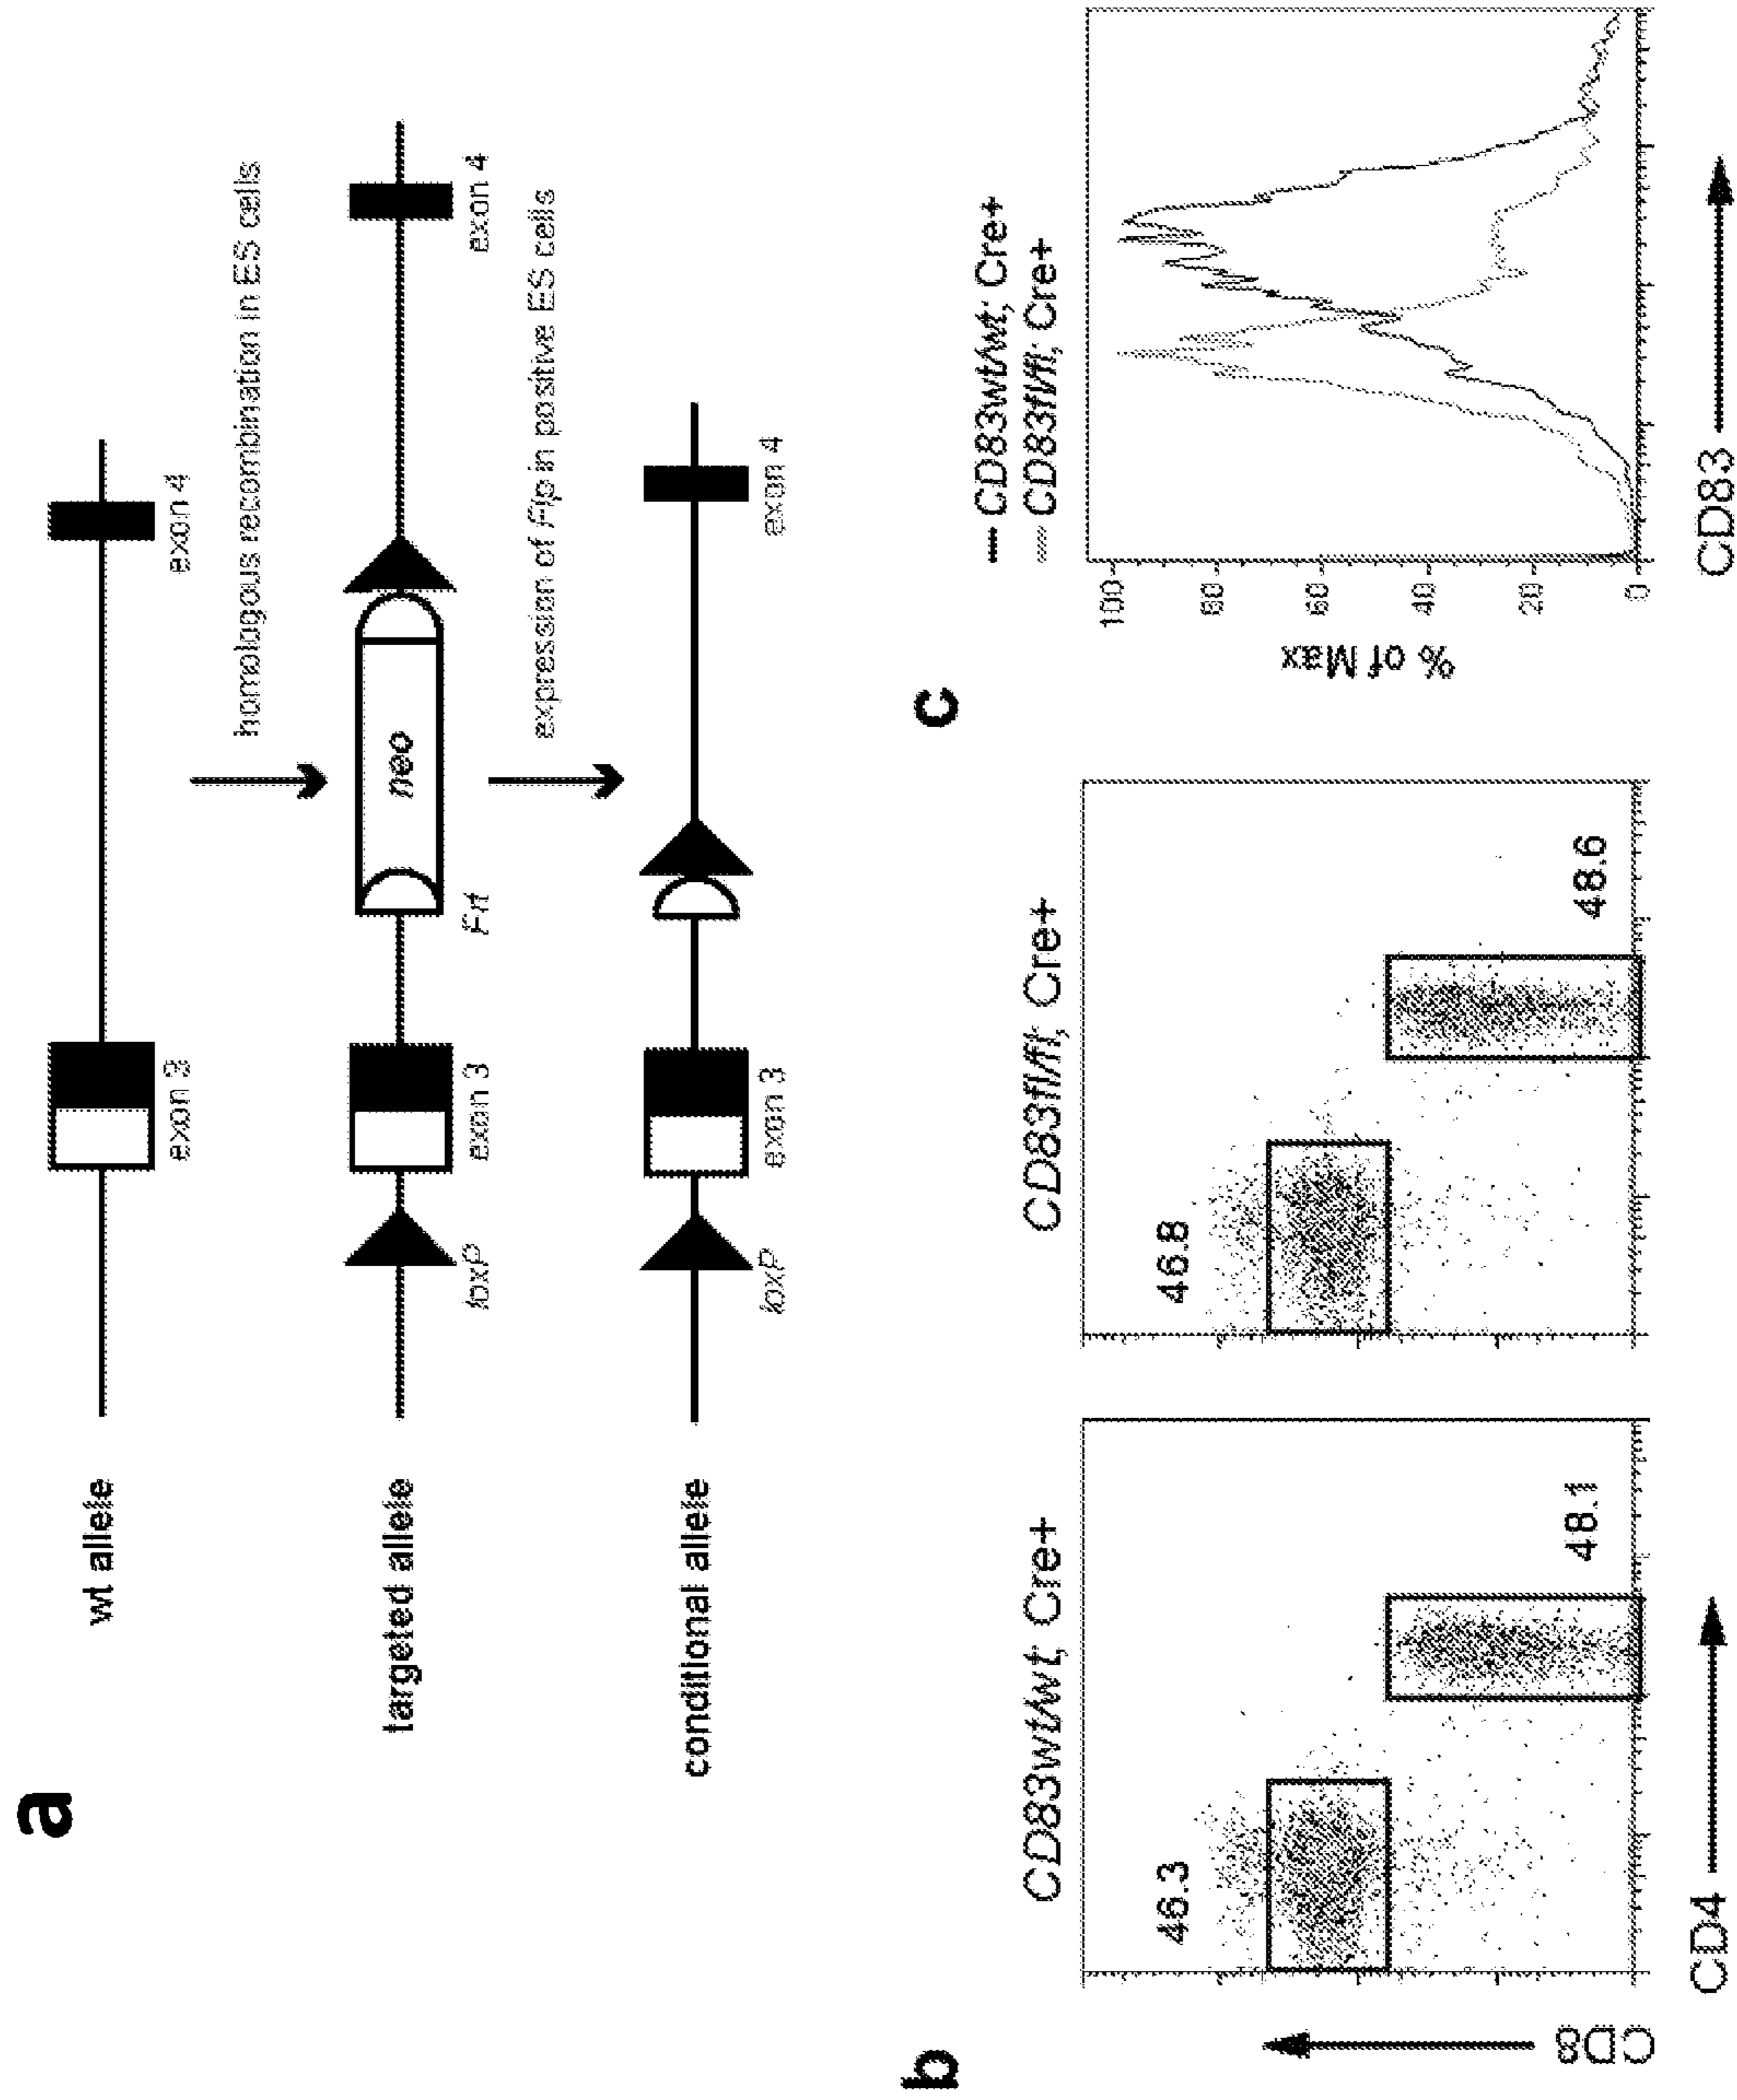 a
wt allele
exon 3
exon 4
homologous recombination in ES cells
targeted allele
loxP
exon 3
Frt
neo
exon 4
expression of Flp in positive ES cells
conditional allele
loxP
exon 3
exon 4
b
CD83wt/wt; Cre+
46.3
48.1
CD8
CD4
CD83fl/fl; Cre+
46.8
48.6
c
CD83wt/wt; Cre+
CD83fl/fl; Cre+
% of Max
100
80
60
40
20
0
CD83